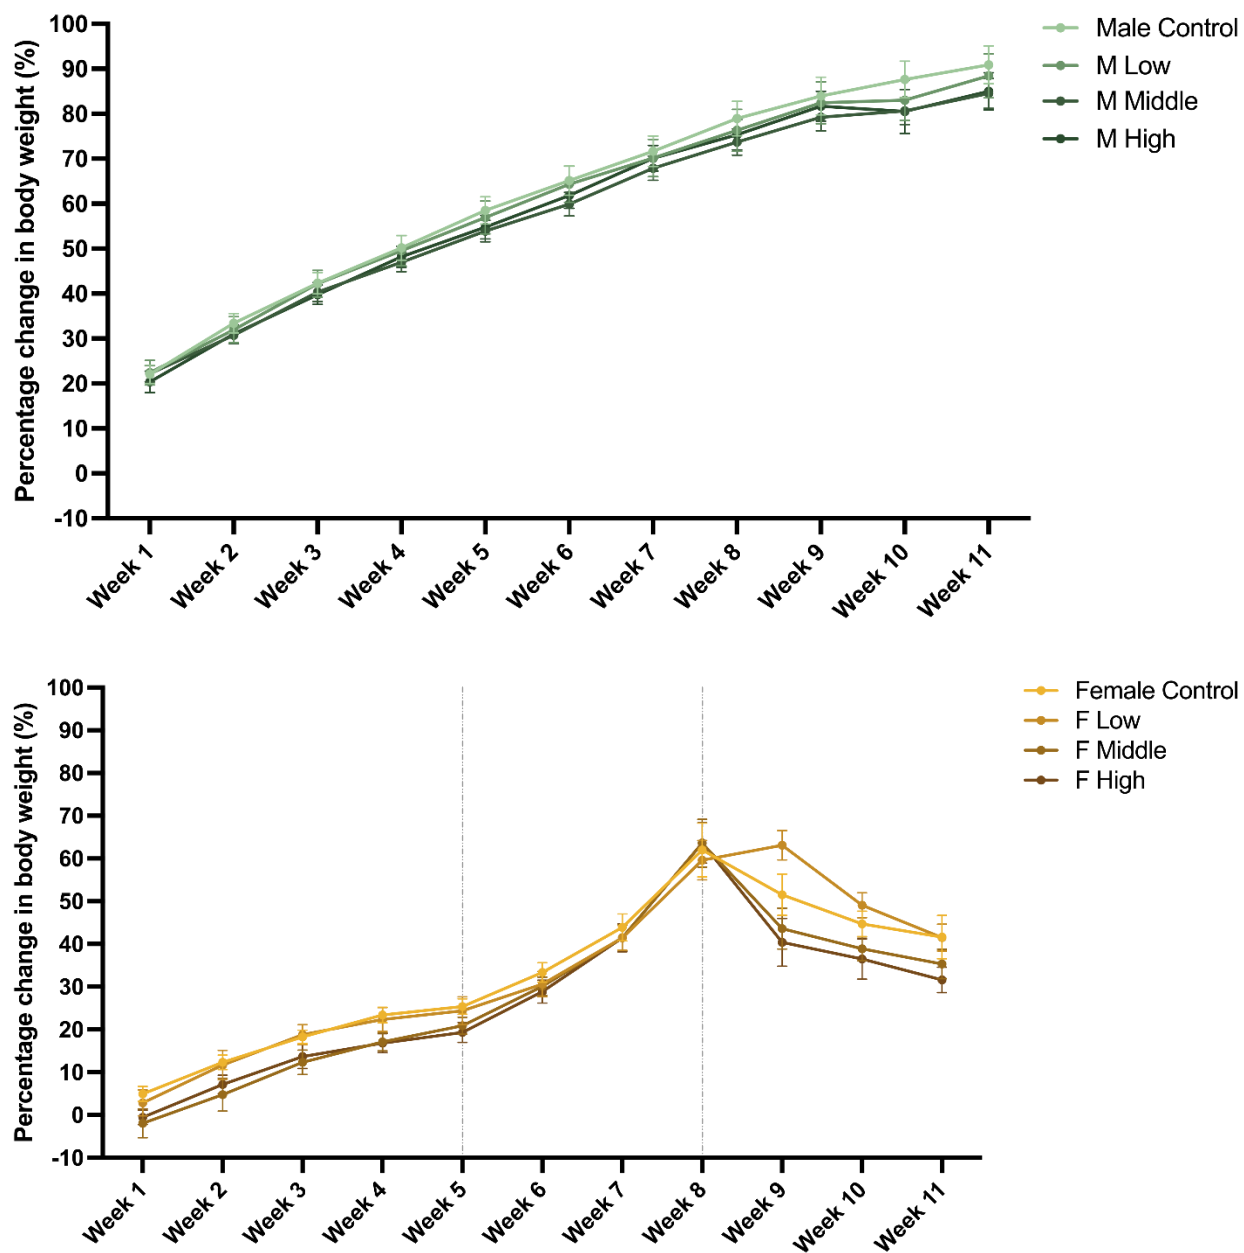 Percentage change in body weight (%)
100
90
80
70
60
50
40
30
20
10
0
-10
Week 1
Week 2
Week 3
Week 4
Week 5
Week 6
Week 7
Week 8
Week 9
Week 10
Week 11
Male Control
M Low
M Middle
M High
Percentage change in body weight (%)
100
90
80
70
60
50
40
30
20
10
0
-10
Week 1
Week 2
Week 3
Week 4
Week 5
Week 6
Week 7
Week 8
Week 9
Week 10
Week 11
Female Control
F Low
F Middle
F High